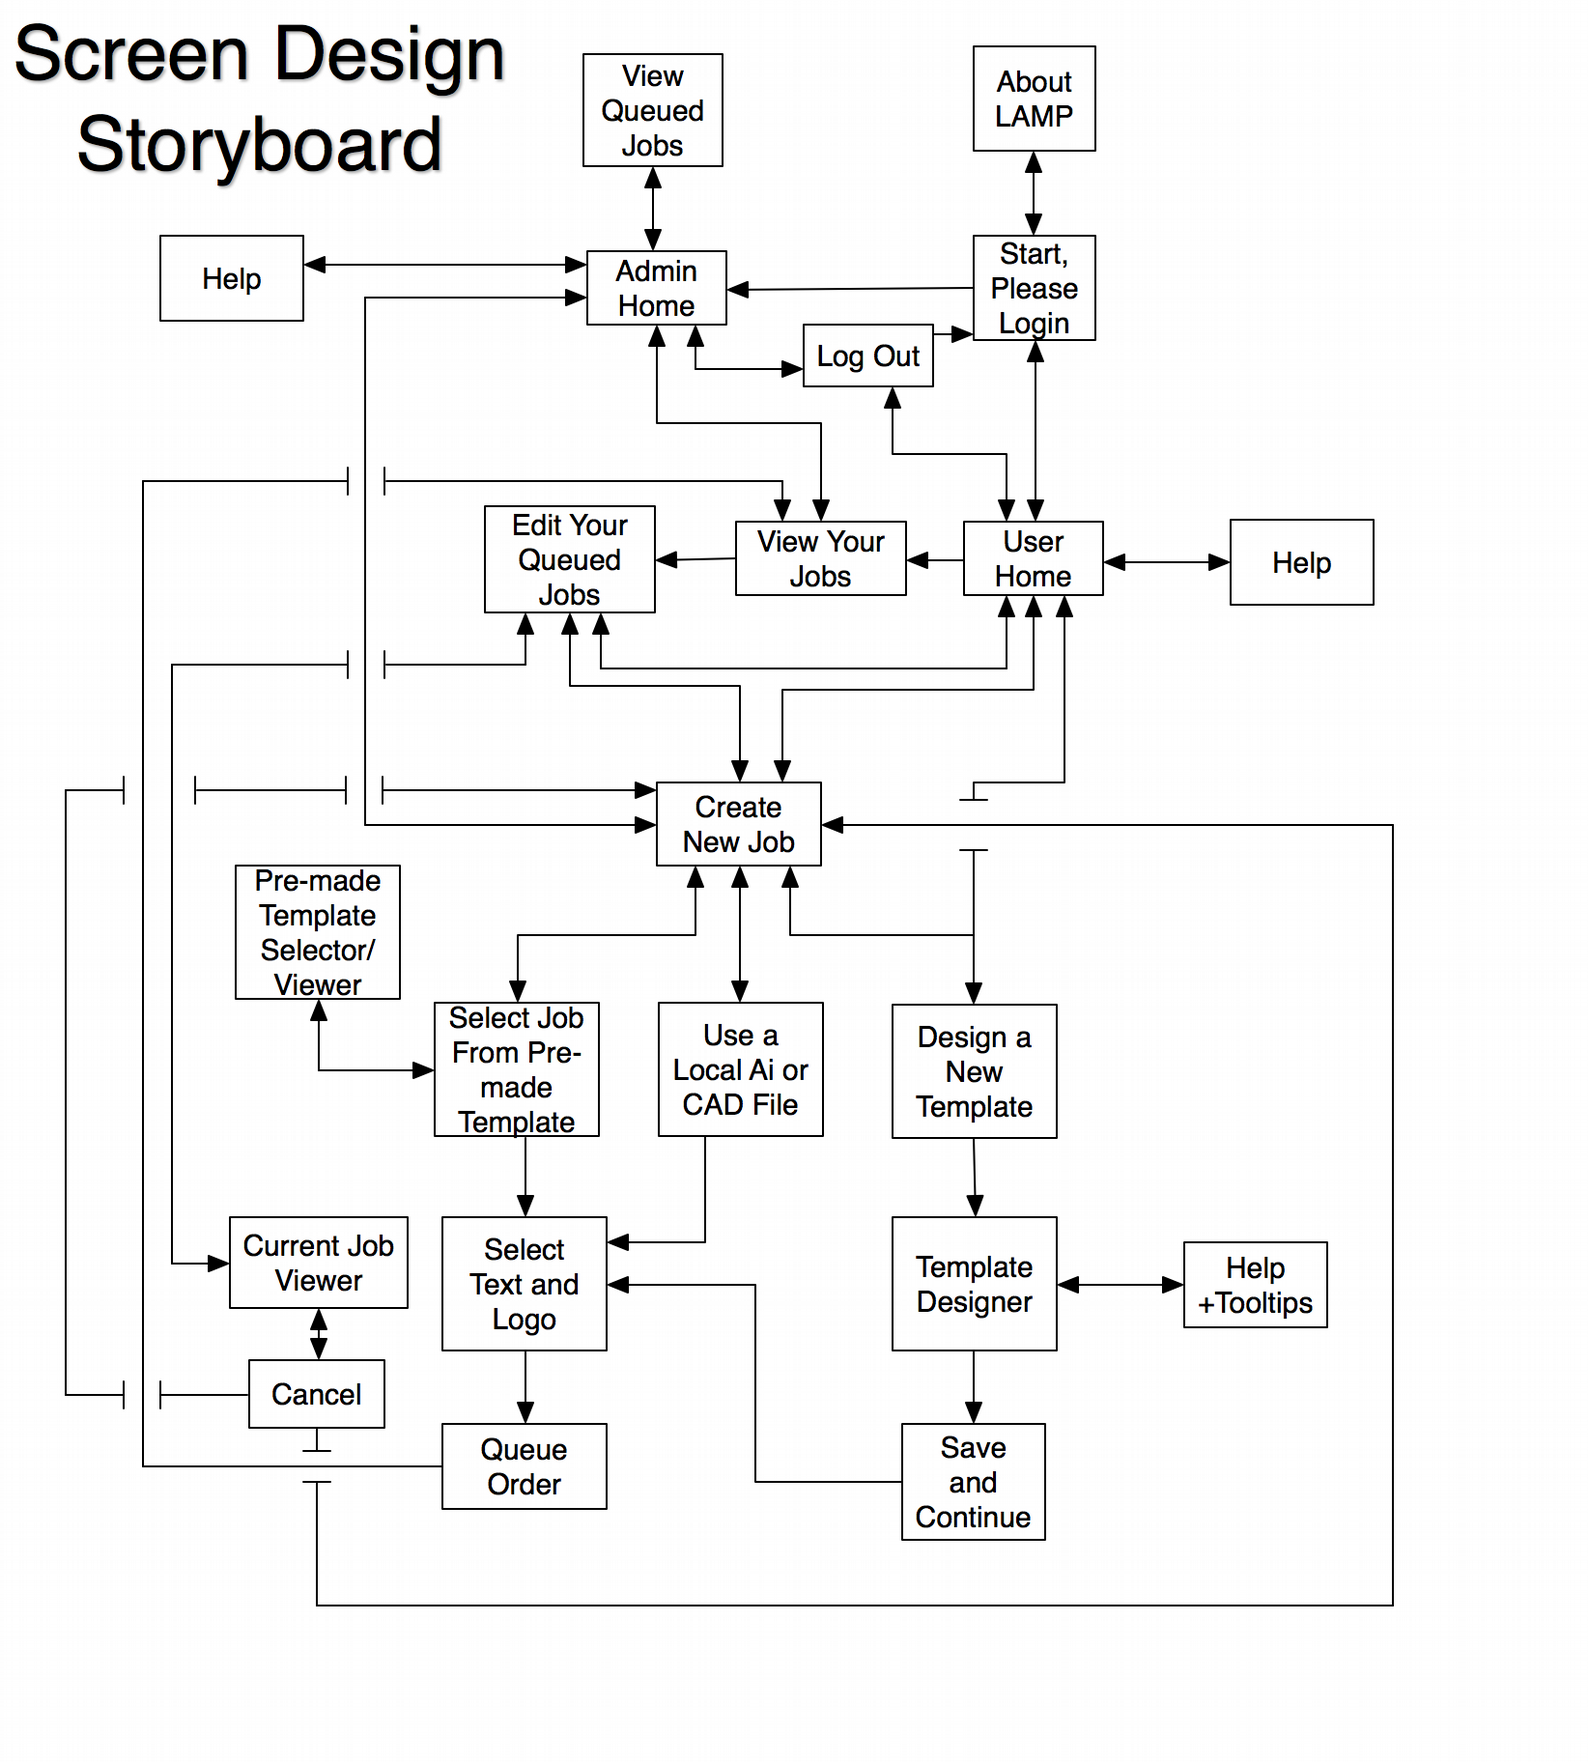 Screen Design
Storyboard
View
Queued
Jobs
About
LAMP
Help
Admin
Home
Start,
Please
Login
Log Out
Edit Your
Queued
Jobs
View Your
Jobs
User
Home
Help
Create
New Job
Pre-made
Template
Selector/
Viewer
Select Job
From Pre-
made
Template
Use a
Local Ai or
CAD File
Design a
New
Template
Current Job
Viewer
Select
Text and
Logo
Template
Designer
Help
+Tooltips
Cancel
Queue
Order
Save
and
Continue